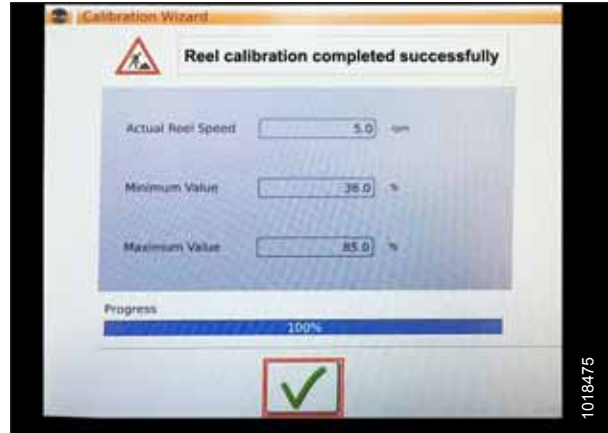 Calibration Wizard
Reel calibration completed successfully
Actual Reel Speed 5.0 rpm
Minimum Value 36.0 %
Maximum Value 85.0 %
Progress
100%
1018475